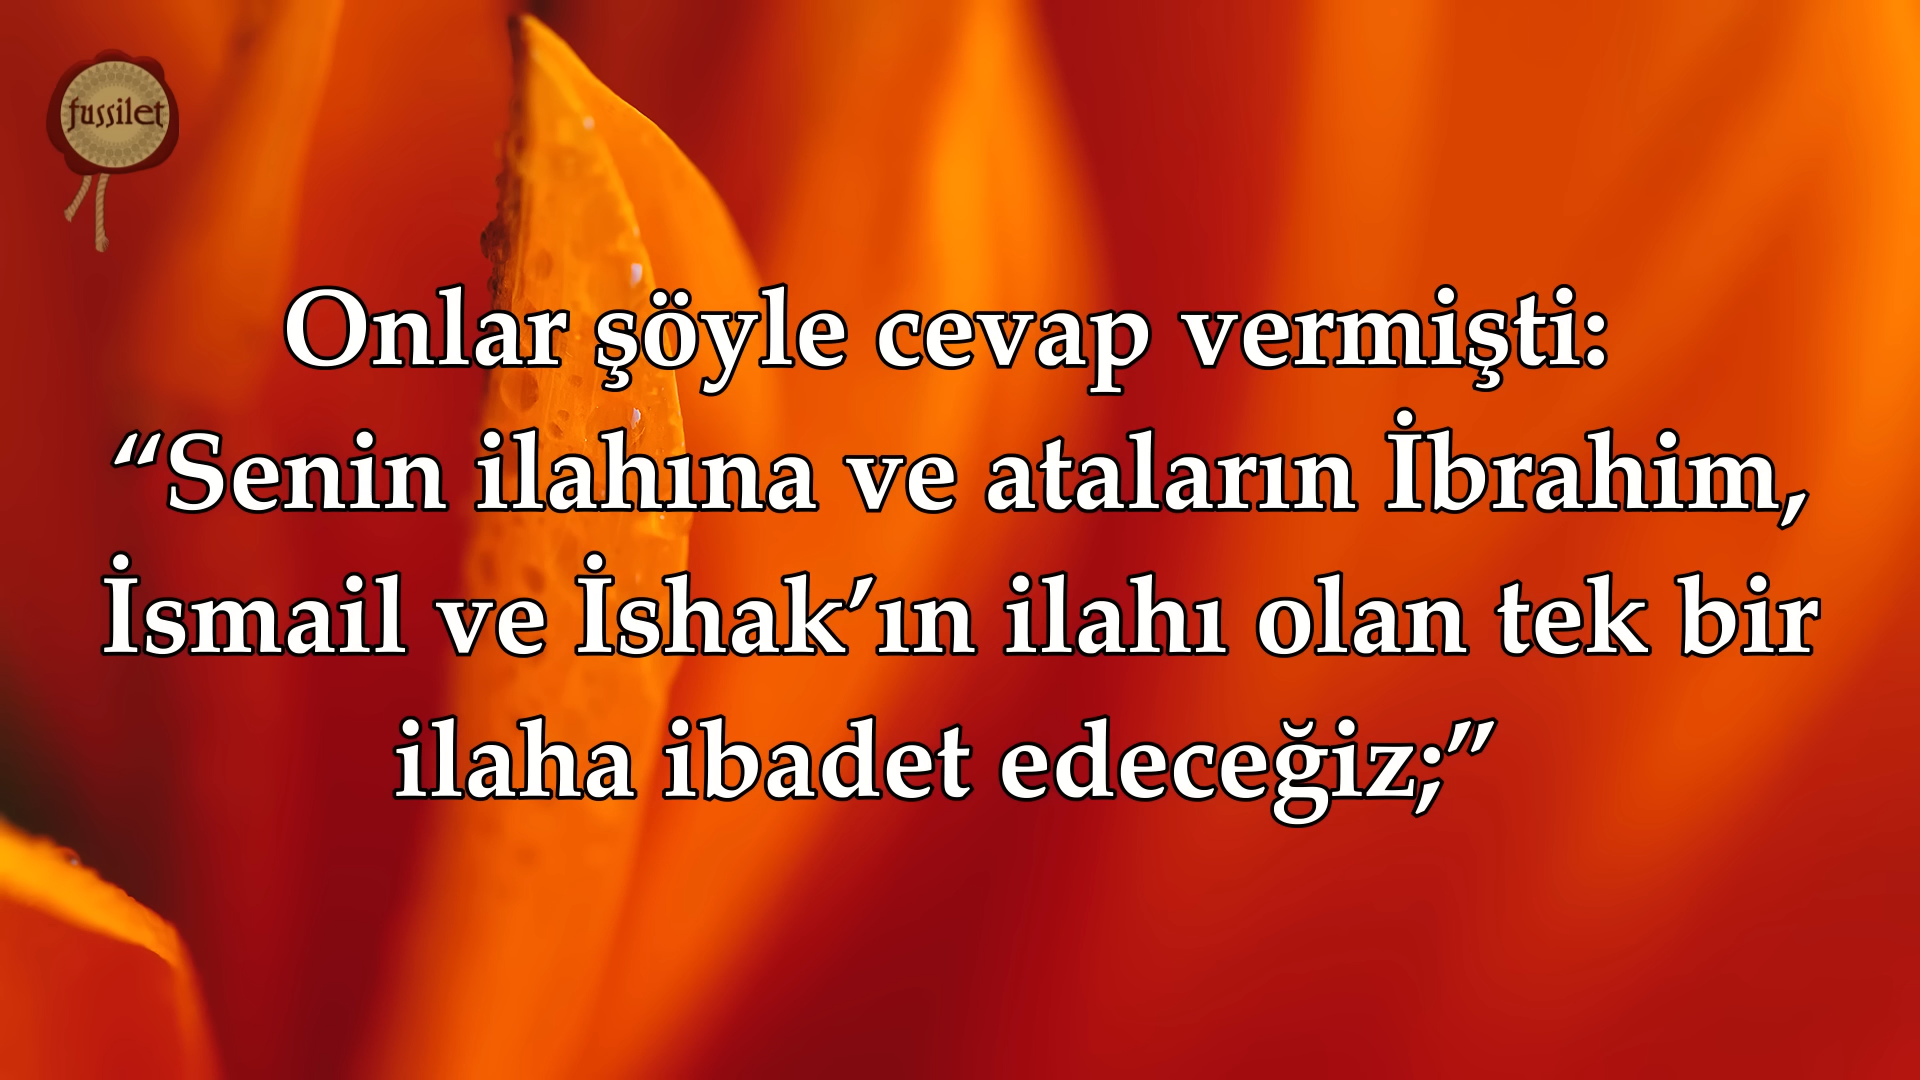 fussilet
Onlar şöyle cevap vermişti:
“Senin ilahına ve ataların İbrahim,
İsmail ve İshak’ın ilahı olan tek bir
ilaha ibadet edeceğiz;”